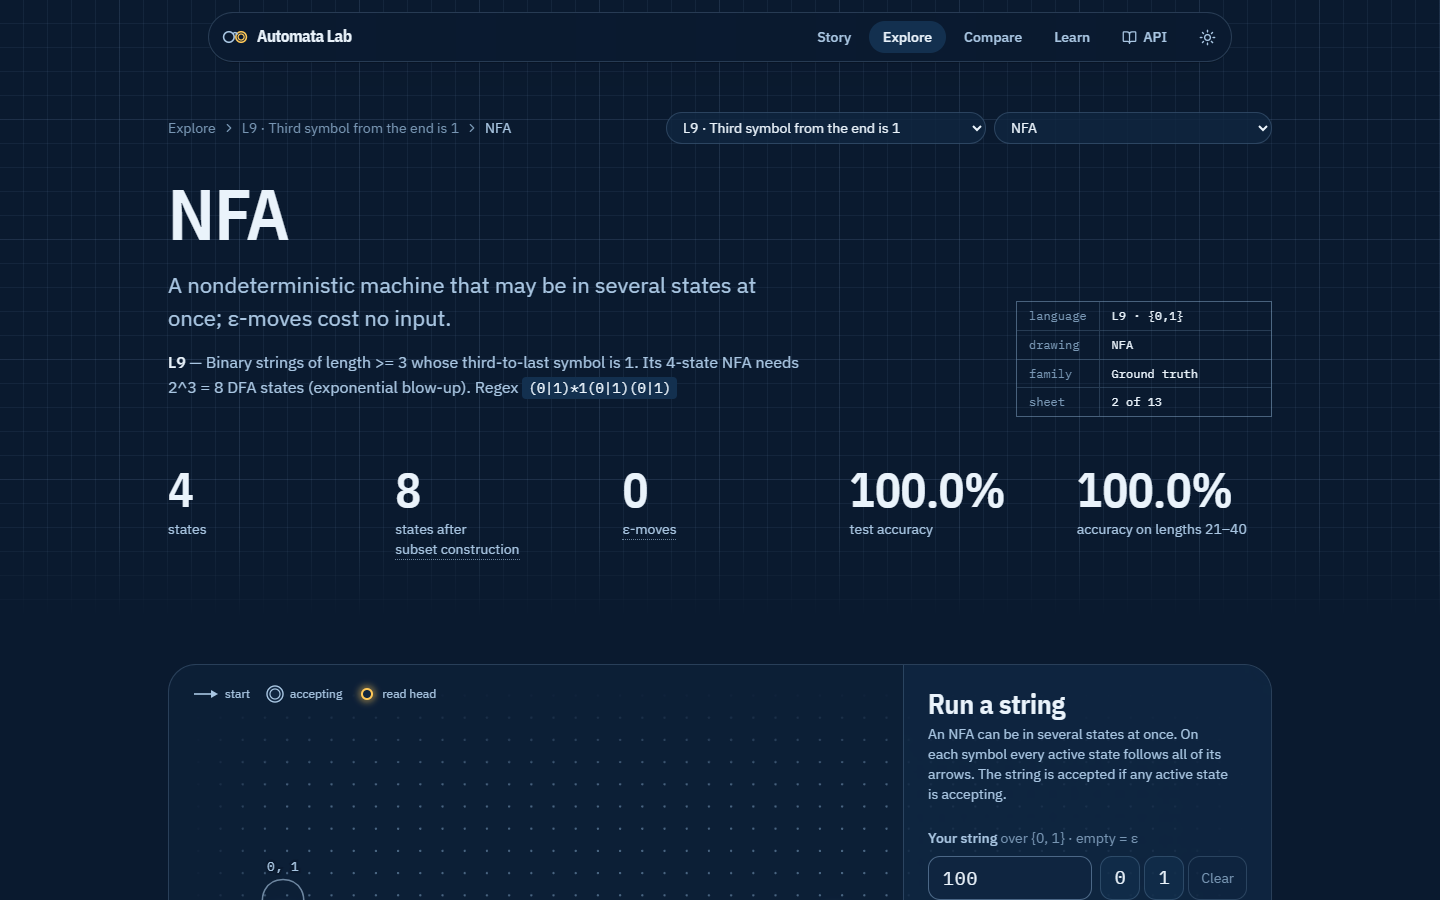 Automata Lab
Story
Explore
Compare
Learn
API
Explore > L9 · Third symbol from the end is 1 > NFA
L9 · Third symbol from the end is 1
NFA
NFA
A nondeterministic machine that may be in several states at
once; ε-moves cost no input.
L9 — Binary strings of length >= 3 whose third-to-last symbol is 1. Its 4-state NFA needs
2^3 = 8 DFA states (exponential blow-up). Regex (0|1)*1(0|1)(0|1)
language L9 · {0,1}
drawing NFA
family Ground truth
sheet 2 of 13
4
states
8
states after
subset construction
0
ε-moves
100.0%
test accuracy
100.0%
accuracy on lengths 21–40
start
accepting
read head
0, 1
Run a string
An NFA can be in several states at once. On
each symbol every active state follows all of its
arrows. The string is accepted if any active state
is accepting.
Your string over {0, 1} · empty = ε
100
0
1
Clear